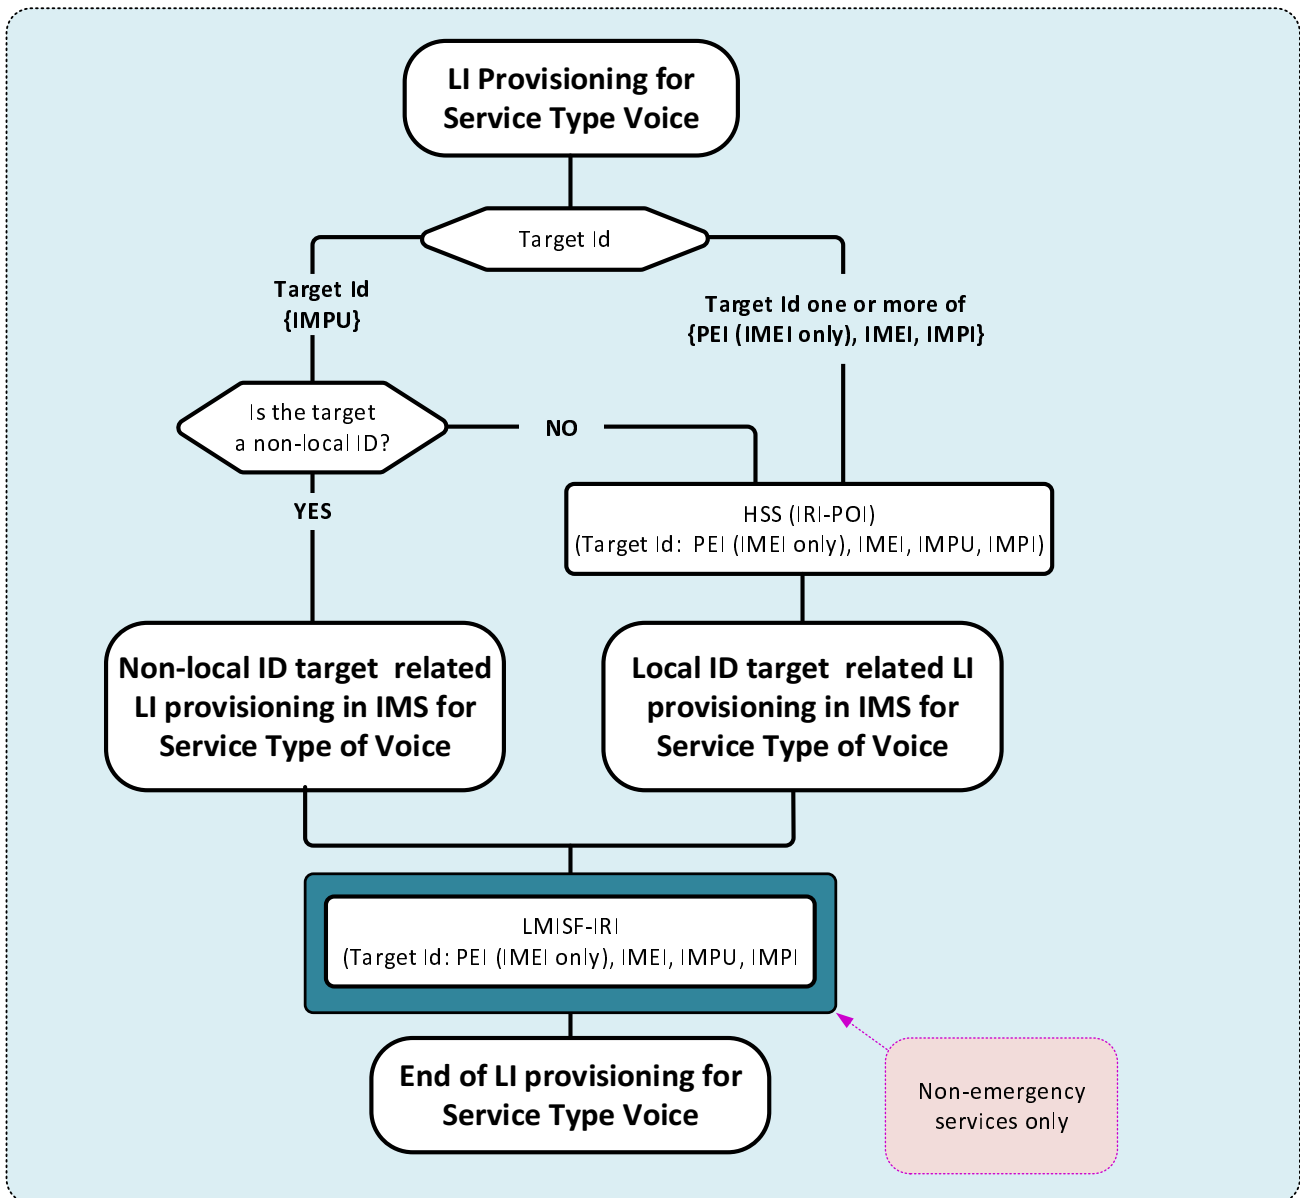 LI Provisioning for
Service Type Voice
Target Id
Target Id
{IMPU}
Target Id one or more of
{PEI (IMEI only), IMEI, IMPI}
Is the target
a non-local ID?
NO
YES
HSS (IRI-POI)
(Target Id: PEI (IMEI only), IMEI, IMPU, IMPI)
Non-local ID target related
LI provisioning in IMS for
Service Type of Voice
Local ID target related LI
provisioning in IMS for
Service Type of Voice
LMISF-IRI
(Target Id: PEI (IMEI only), IMEI, IMPU, IMPI
End of LI provisioning for
Service Type Voice
Non-emergency
services only